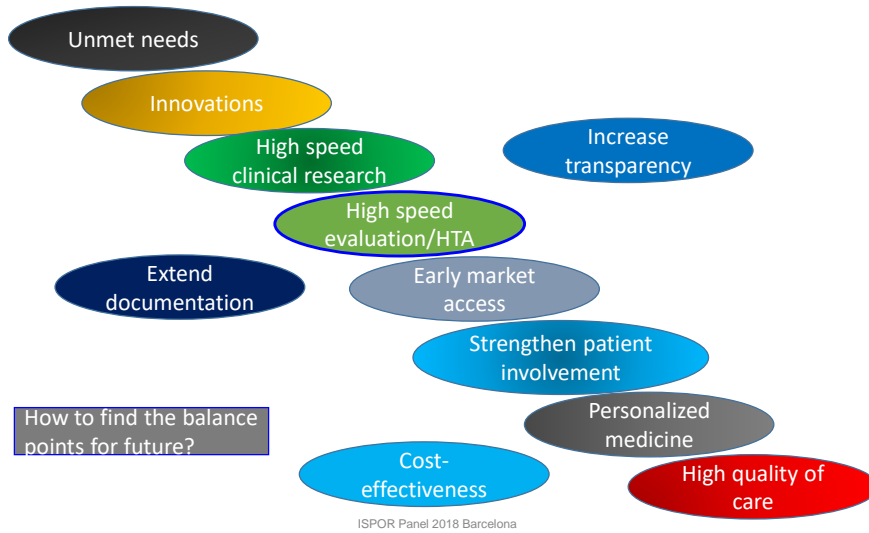 Unmet needs
Innovations
High speed
clinical research
Increase
transparency
High speed
evaluation/HTA
Extend
documentation
Early market
access
Strengthen patient
involvement
How to find the balance
points for future?
Personalized
medicine
Cost-
effectiveness
High quality of
care
ISPOR Panel 2018 Barcelona